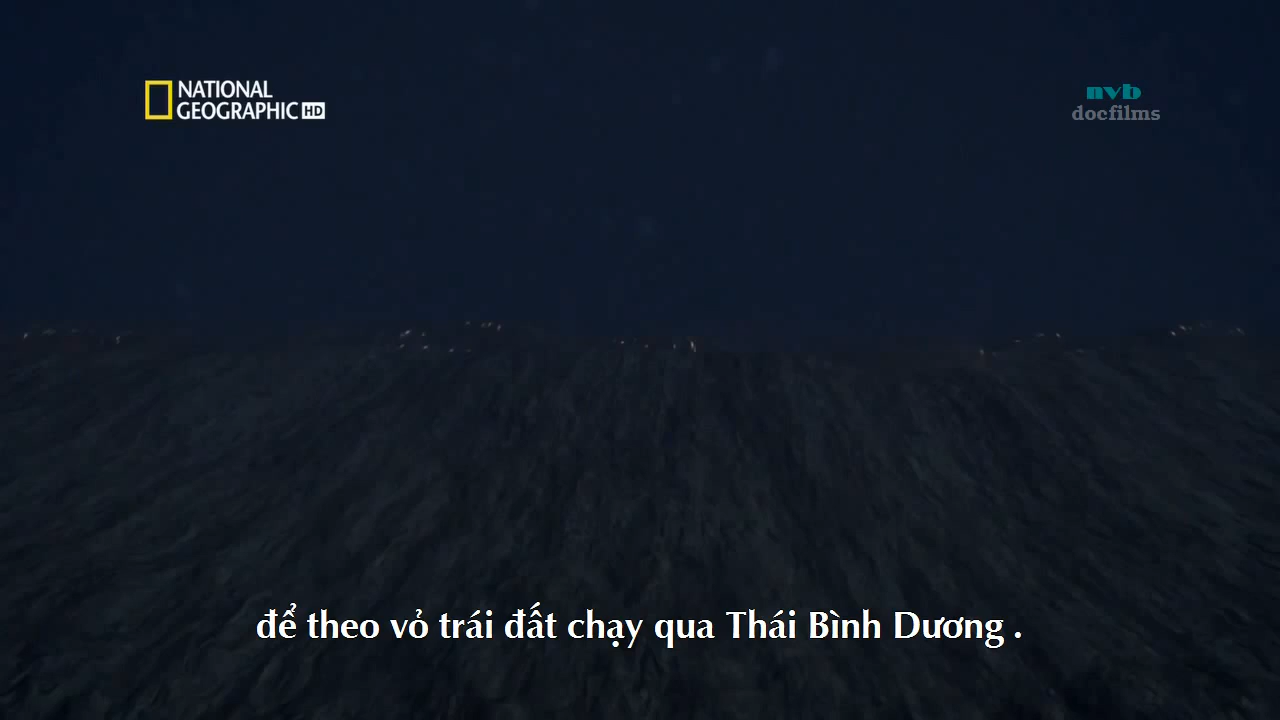 NATIONAL
GEOGRAPHIC HD
nvb
docfilms
để theo vỏ trái đất chạy qua Thái Bình Dương .